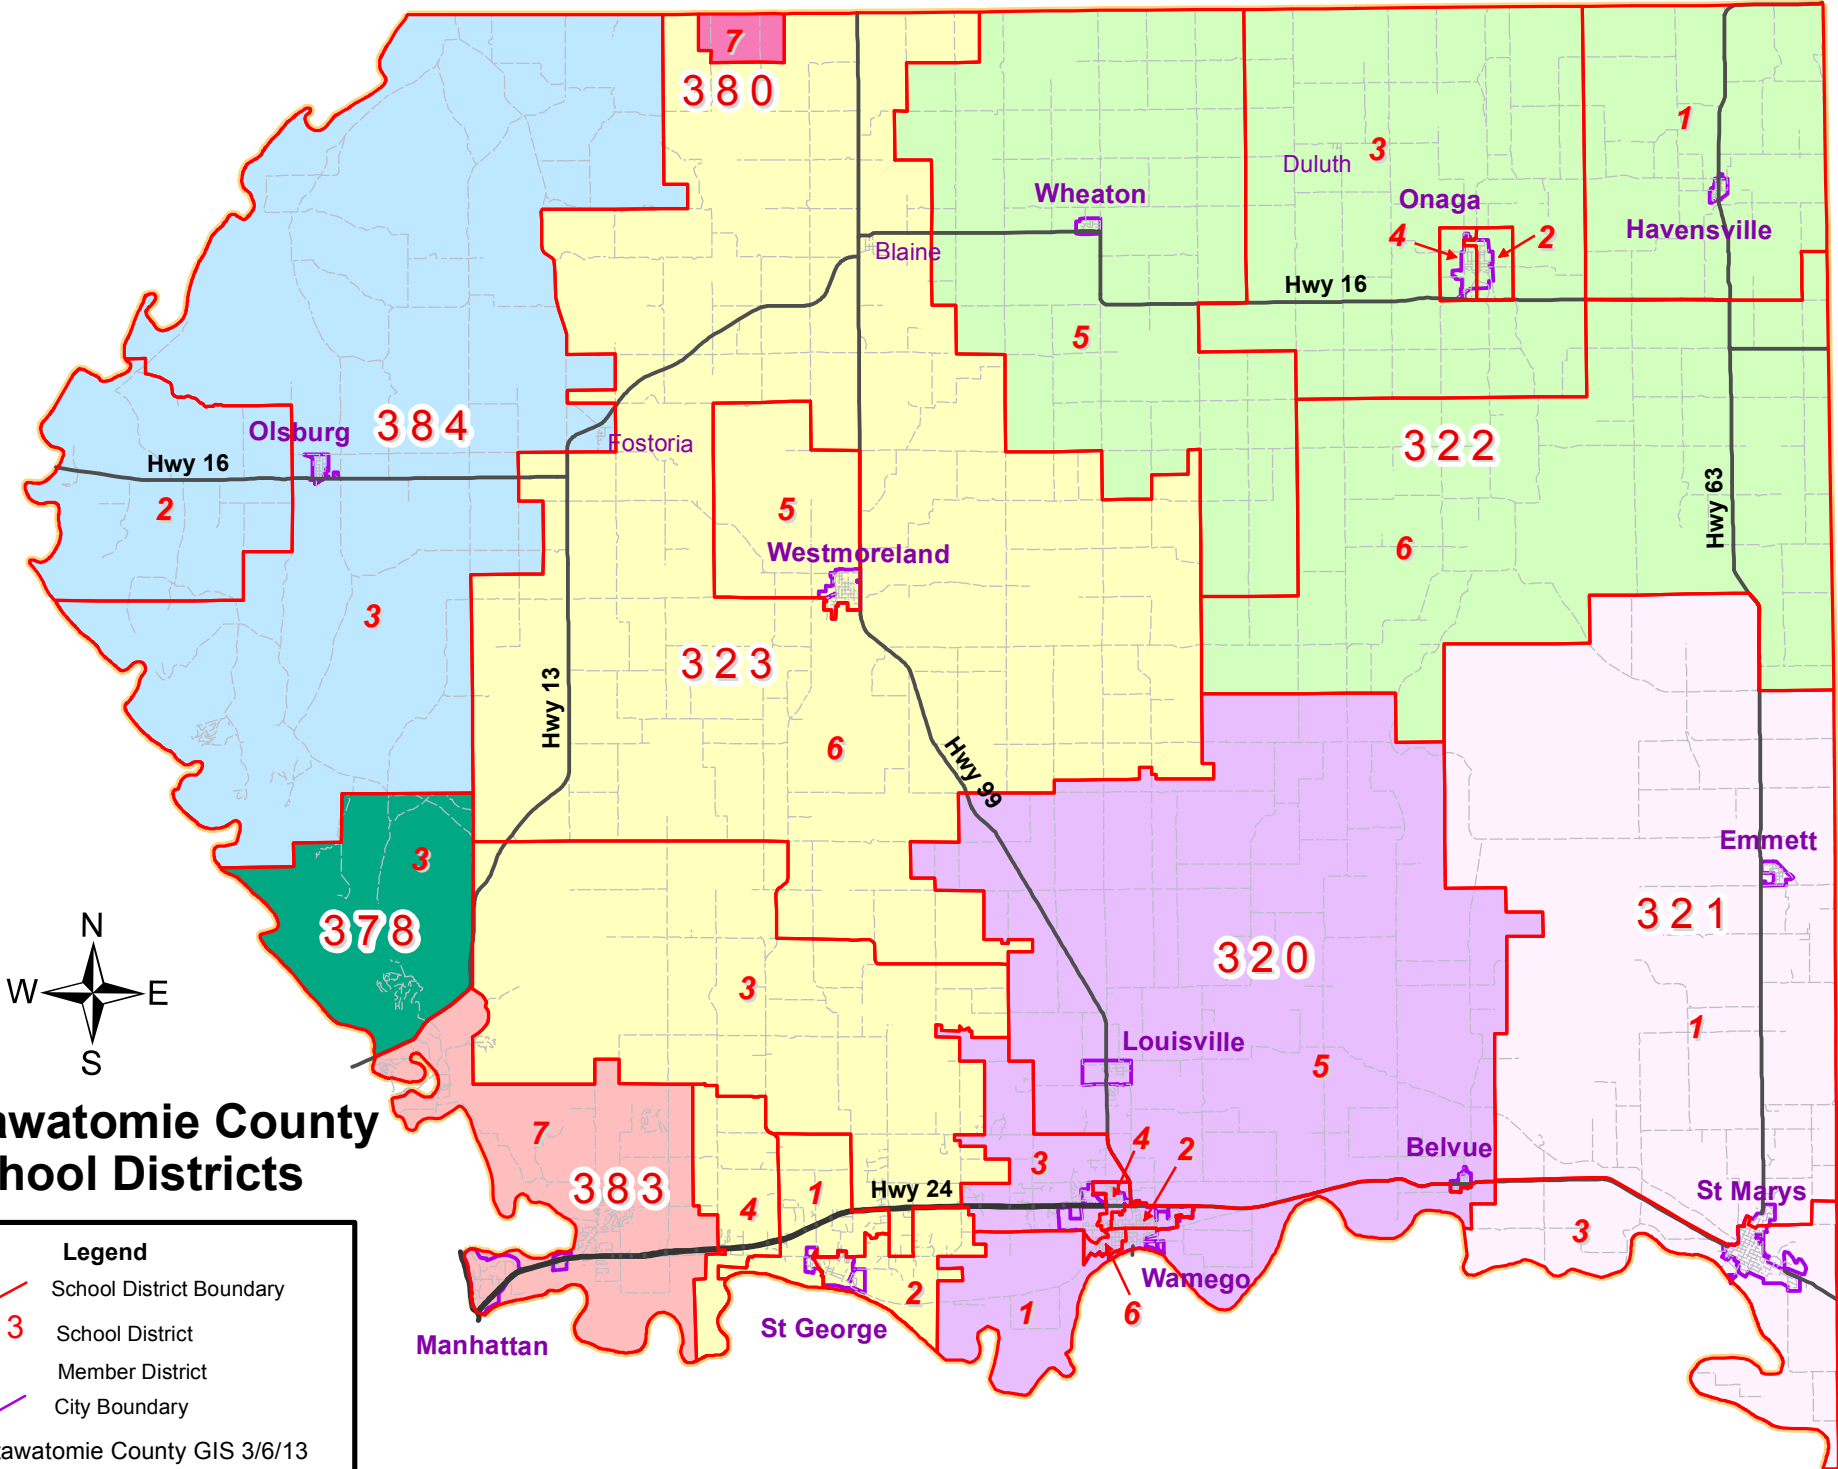 7
380
1
Duluth 3
Wheaton
Onaga
4
2
Havensville
Blaine
Hwy 16
5
384
Olsburg
322
Fostoria
Hwy 16
2
5
Hwy 63
6
Westmoreland
3
323
Hwy 13
6
Hwy 99
Emmett
3
321
378
320
N
W E
S
3
1
Louisville
5
awatomie County
hool Districts
7
4
2
Belvue
3
383
Hwy 24
1
4
St Marys
3
Legend
School District Boundary
3 School District
Member District
City Boundary
tawatomie County GIS 3/6/13
2
Wamego
1
6
St George
Manhattan